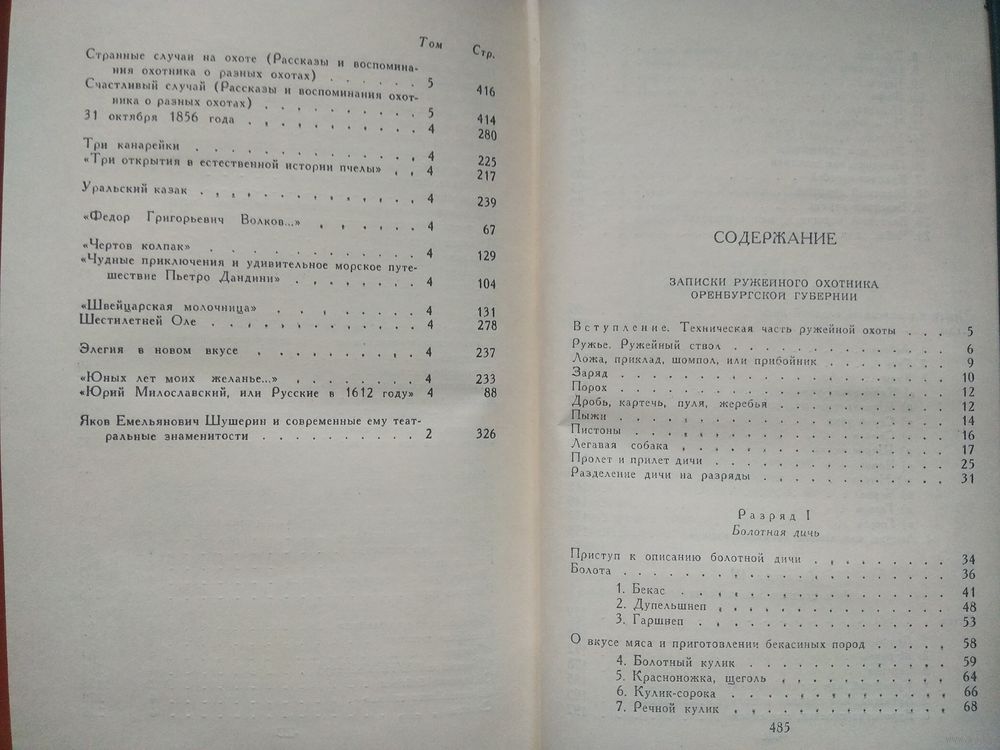 Том Стр.
Странные случаи на охоте (Рассказы и воспомина-
ния охотника о разных охотах) . . . . . . 5 416
Счастливый случай (Рассказы и воспоминания охот-
ника о разных охотах) . . . . . . . . . 5 414
31 октября 1856 года . . . . . . . . . . 4 280
Три канарейки . . . . . . . . . . . . 4 225
«Три открытия в естественной истории пчелы» . . 4 217
Уральский казак . . . . . . . . . . . 4 239
«Федор Григорьевич Волков...» . . . . . . 4 67
«Чертов колпак» . . . . . . . . . . . 4 129
«Чудные приключения и удивительное морское путе-
шествие Пьетро Дандини» . . . . . . . 4 104
«Швейцарская молочница» . . . . . . . . 4 131
Шестилетней Оле . . . . . . . . . . . 4 278
Элегия в новом вкусе . . . . . . . . . 4 237
«Юных лет моих желанье...» . . . . . . . 4 233
«Юрий Милославский, или Русские в 1612 году» 4 88
Яков Емельянович Шушерин и современные ему теат-
ральные знаменитости . . . . . . . . . . 2 326
СОДЕРЖАНИЕ
ЗАПИСКИ РУЖЕЙНОГО ОХОТНИКА
ОРЕНБУРГСКОЙ ГУБЕРНИИ
Вступление. Техническая часть ружейной охоты . . . 5
Ружье. Ружейный ствол . . . . . . . . . . . . 6
Ложа, приклад, шомпол, или прибойник . . . . . . . 9
Заряд . . . . . . . . . . . . . . . . . . 10
Порох . . . . . . . . . . . . . . . . . . 12
Дробь, картечь, пуля, жеребья . . . . . . . . . . 12
Пыжи . . . . . . . . . . . . . . . . . . 14
Пистоны . . . . . . . . . . . . . . . . . 16
Легавая собака . . . . . . . . . . . . . . . 17
Пролет и прилет дичи . . . . . . . . . . . . . 25
Разделение дичи на разряды . . . . . . . . . . . 31
Разряд I
Болотная дичь
Приступ к описанию болотной дичи . . . . . . . . 34
Болота . . . . . . . . . . . . . . . . . . 36
1. Бекас . . . . . . . . . . . . . . . . 41
2. Дупельшнеп . . . . . . . . . . . . . 48
3. Гаршнеп . . . . . . . . . . . . . . 53
О вкусе мяса и приготовлении бекасиных пород . . . . . 58
4. Болотный кулик . . . . . . . . . . . . 59
5. Красноножка, щеголь . . . . . . . . . . 64
6. Кулик-сорока . . . . . . . . . . . . . 66
7. Речной кулик . . . . . . . . . . . . . 68
485